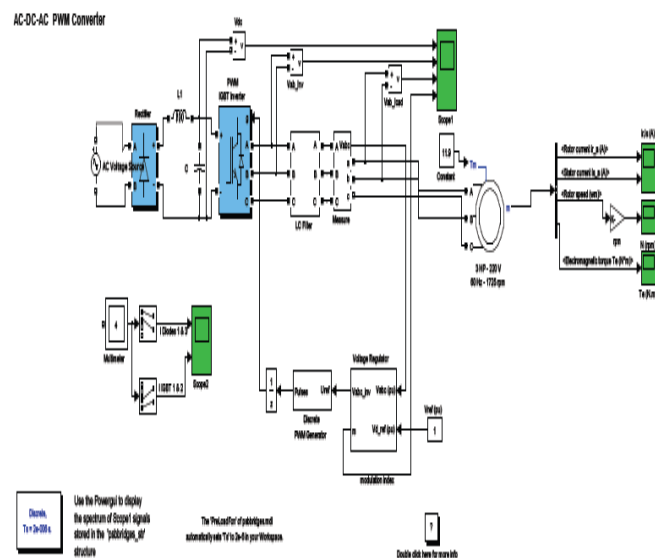 AC-DC-AC PWM Converter
Vdc
Vab_inv
Vab_load
Scope1
Rectifier
L1
PWM
IGBT Inverter
AC Voltage Source
A
B
+
-
C
g
A
B
C
A
B
C
LC Filter
Vabc
A
B
C
a
b
c
Measure
11.9
Constant
Tm
A
B
C
m
3 HP - 220 V
60 Hz - 1725 rpm
<Rotor current ir_a (A)>
<Stator current is_a (A)>
<Rotor speed (wm)>
<Electromagnetic torque Te (N*m)>
rpm
N (rpm)
Te (N.m)
4
Multimeter
I Diodes 1 & 3
I IGBT 1 & 2
Scope2
1
z
Pulses
Uref
Discrete
PWM Generator
Voltage Regulator
Vabc_inv
Vabc (pu)
m
Vd_ref (pu)
Vref (pu)
1
modulation index
Discrete,
Ts = 2e-006 s.
Use the Powergui to display
the spectrum of Scope1 signals
stored in the 'psbbridges_str'
structure
The 'PreLoadFcn' of psbbridges.mdl
automatically sets 'Ts' to 2e-6 in your Workspace.
?
Double click here for more info